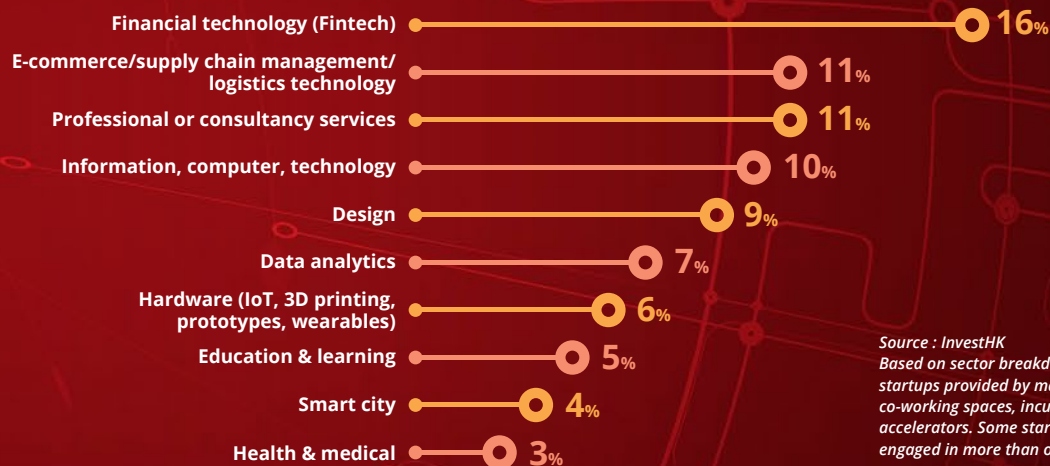 Financial technology (Fintech) 16%
E-commerce/supply chain management/
logistics technology 11%
Professional or consultancy services 11%
Information, computer, technology 10%
Design 9%
Data analytics 7%
Hardware (IoT, 3D printing,
prototypes, wearables) 6%
Education & learning 5%
Smart city 4%
Health & medical 3%
Source : InvestHK
Based on sector
startups provided by
co-working spaces,
accelerators. Some
engaged in more than